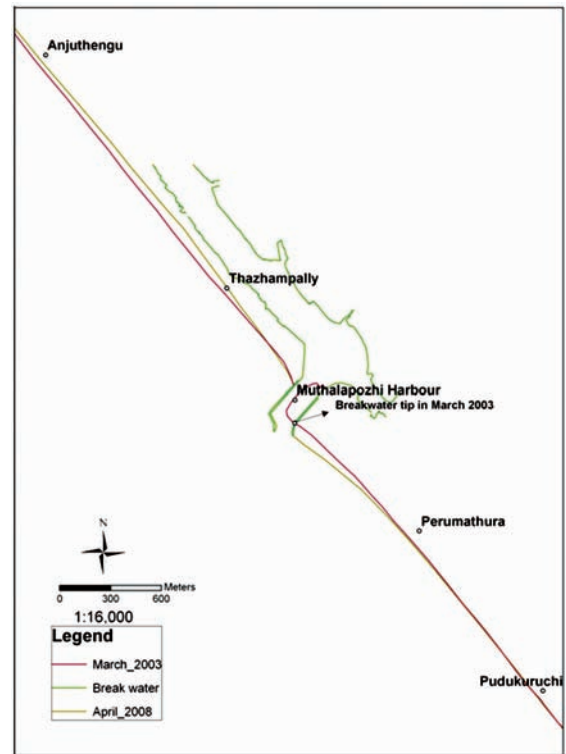 Anjuthengu
Thazhampally
Muthalapozhi Harbour
Breakwater tip in March 2003
Perumathura
N
Meters
0 300 600
1:16,000
Legend
March_2003
Break water
April_2008
Pudukuruchi